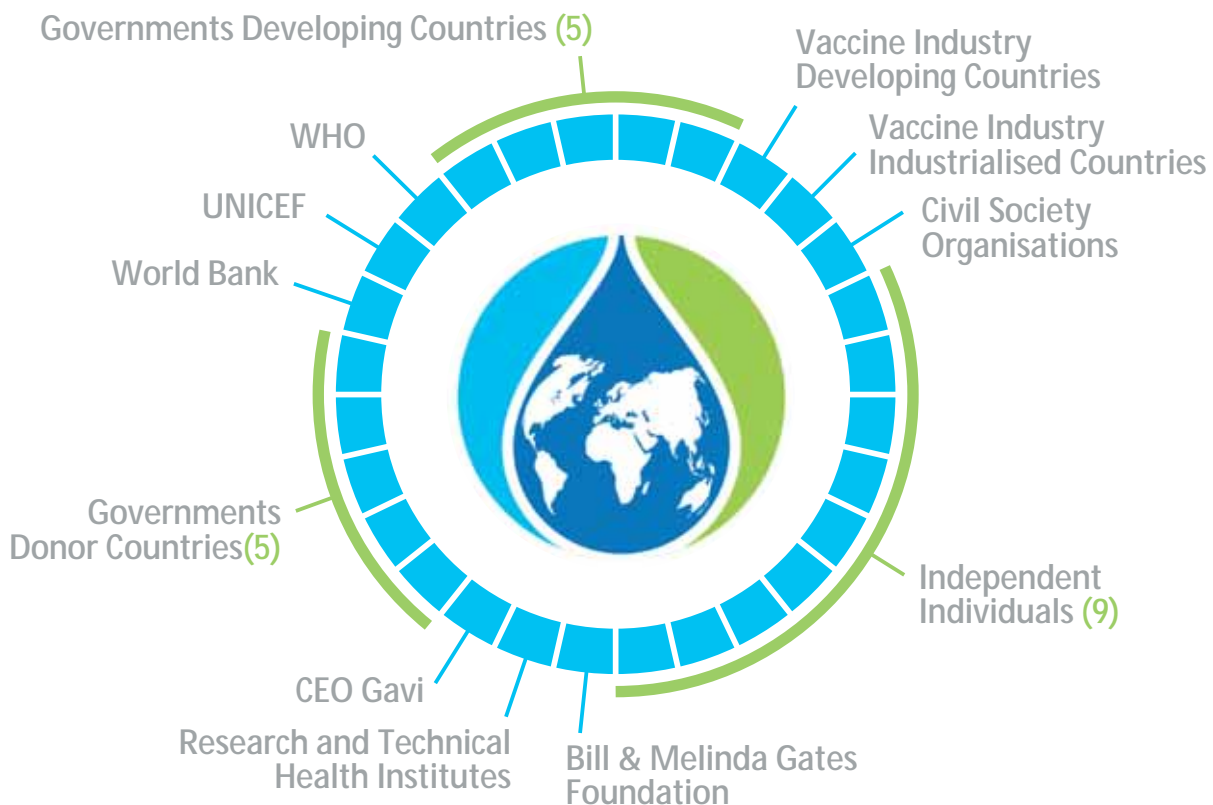 Governments Developing Countries (5)
Vaccine Industry
Developing Countries
Vaccine Industry
Industrialised Countries
Civil Society
Organisations
Independent
Individuals (9)
Bill & Melinda Gates
Foundation
Research and Technical
Health Institutes
CEO Gavi
Governments
Donor Countries(5)
World Bank
UNICEF
WHO